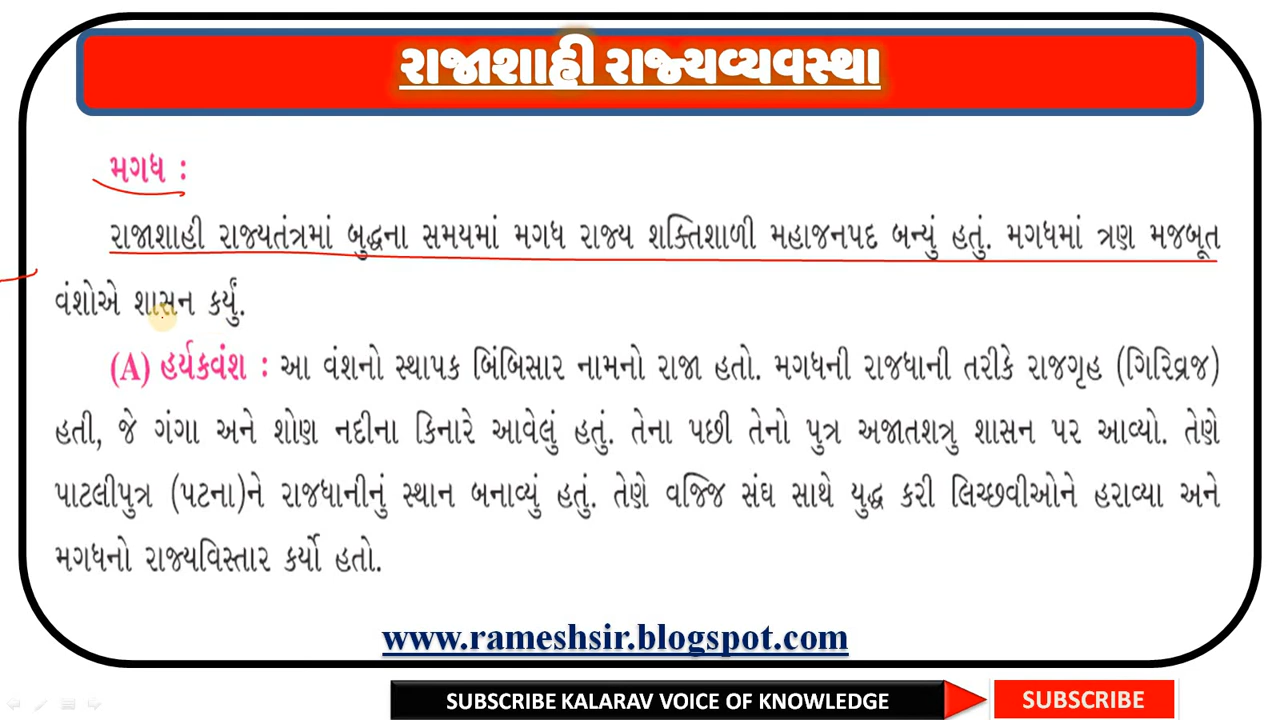 રાજાશાહી રાજ્યવ્યવસ્થા
મગધ :
રાજાશાહી રાજ્યતંત્રમાં બુદ્ધના સમયમાં મગધ રાજ્ય શક્તિશાળી મહાજનપદ બન્યું હતું. મગધમાં ત્રણ મજબૂત
વંશોએ શાસન કર્યું.
(A) હર્યકવંશ : આ વંશનો સ્થાપક બિંબિસાર નામનો રાજા હતો. મગધની રાજધાની તરીકે રાજગૃહ (ગિરિવ્રજ)
હતી, જે ગંગા અને શોણ નદીના કિનારે આવેલું હતું. તેના પછી તેનો પુત્ર અજાતશત્રુ શાસન પર આવ્યો. તેણે
પાટલીપુત્ર (પટના)ને રાજધાનીનું સ્થાન બનાવ્યું હતું. તેણે વજ્જિ સંઘ સાથે યુદ્ધ કરી લિચ્છવીઓને હરાવ્યા અને
મગધનો રાજ્યવિસ્તાર કર્યો હતો.
www.rameshsir.blogspot.com
SUBSCRIBE KALARAV VOICE OF KNOWLEDGE
SUBSCRIBE